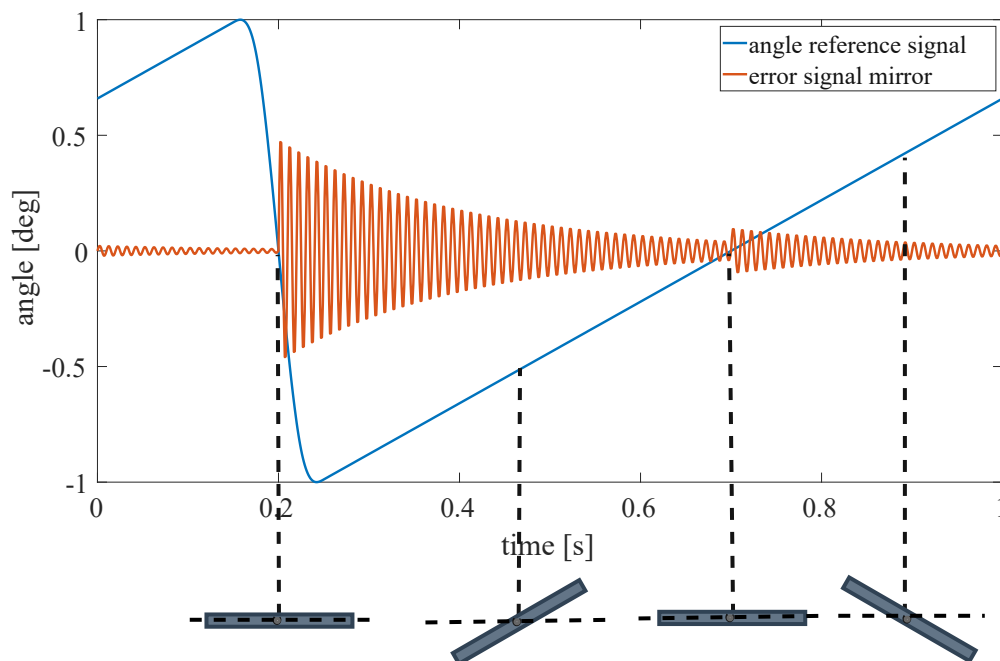 angle reference signal
error signal mirror
angle [deg]
1
0.5
0
-0.5
-1
0
0.2
0.4
0.6
0.8
1
time [s]